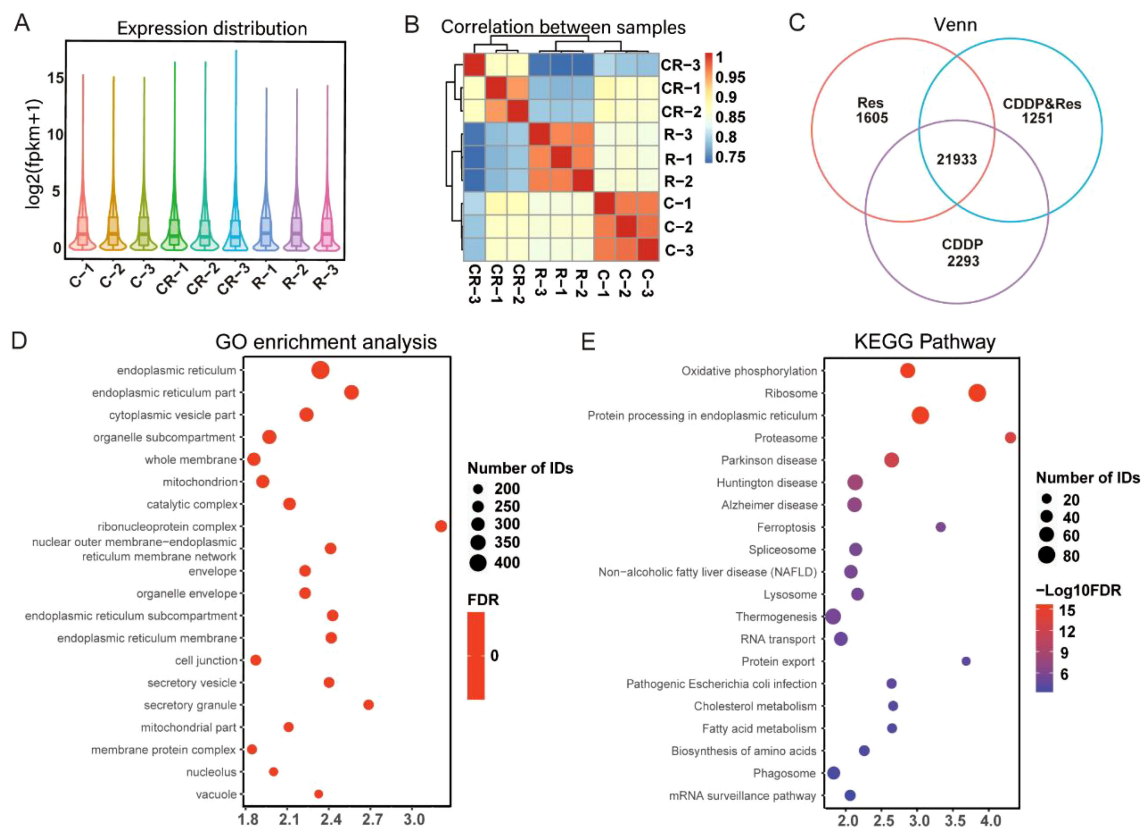 A
Expression distribution
log2(fpkm+1)
15
10
5
0
C-1
C-2
C-3
CR-1
CR-2
CR-3
R-1
R-2
R-3
B
Correlation between samples
CR-3
CR-1
CR-2
R-3
R-1
R-2
C-1
C-2
C-3
CR-3
CR-1
CR-2
R-3
R-1
R-2
C-1
C-2
C-3
1
0.95
0.9
0.85
0.8
0.75
C
Venn
Res
1605
CDDP&Res
1251
21933
CDDP
2293
D
GO enrichment analysis
endoplasmic reticulum
endoplasmic reticulum part
cytoplasmic vesicle part
organelle subcompartment
whole membrane
mitochondrion
catalytic complex
ribonucleoprotein complex
nuclear outer membrane-endoplasmic
reticulum membrane network
envelope
organelle envelope
endoplasmic reticulum subcompartment
endoplasmic reticulum membrane
cell junction
secretory vesicle
secretory granule
mitochondrial part
membrane protein complex
nucleolus
vacuole
1.8 2.1 2.4 2.7 3.0
Number of IDs
200
250
300
350
400
FDR
0
E
KEGG Pathway
Oxidative phosphorylation
Ribosome
Protein processing in endoplasmic reticulum
Proteasome
Parkinson disease
Huntington disease
Alzheimer disease
Ferroptosis
Spliceosome
Non-alcoholic fatty liver disease (NAFLD)
Lysosome
Thermogenesis
RNA transport
Protein export
Pathogenic Escherichia coli infection
Cholesterol metabolism
Fatty acid metabolism
Biosynthesis of amino acids
Phagosome
mRNA surveillance pathway
2.0 2.5 3.0 3.5 4.0
Number of IDs
20
40
60
80
-Log10FDR
15
12
9
6